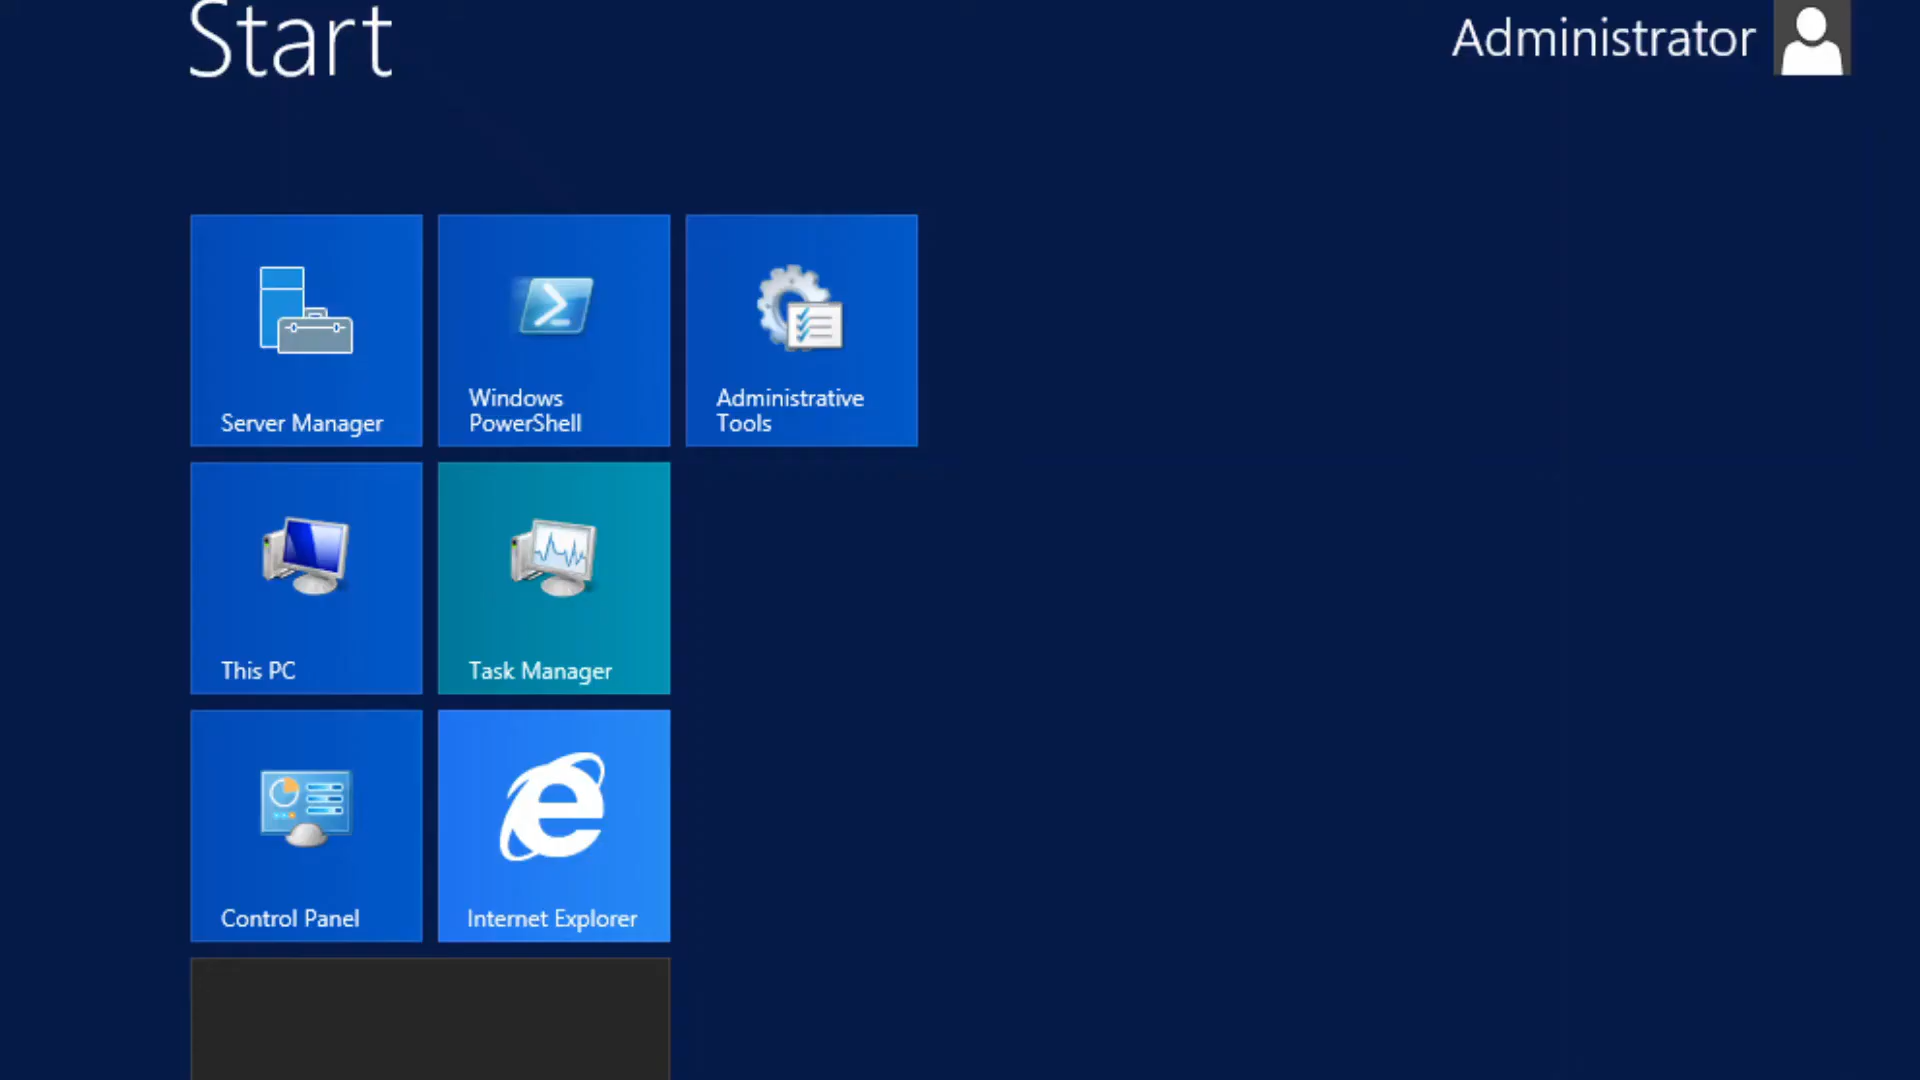 Start
Administrator
Server Manager
Windows
PowerShell
Administrative
Tools
This PC
Task Manager
Control Panel
Internet Explorer